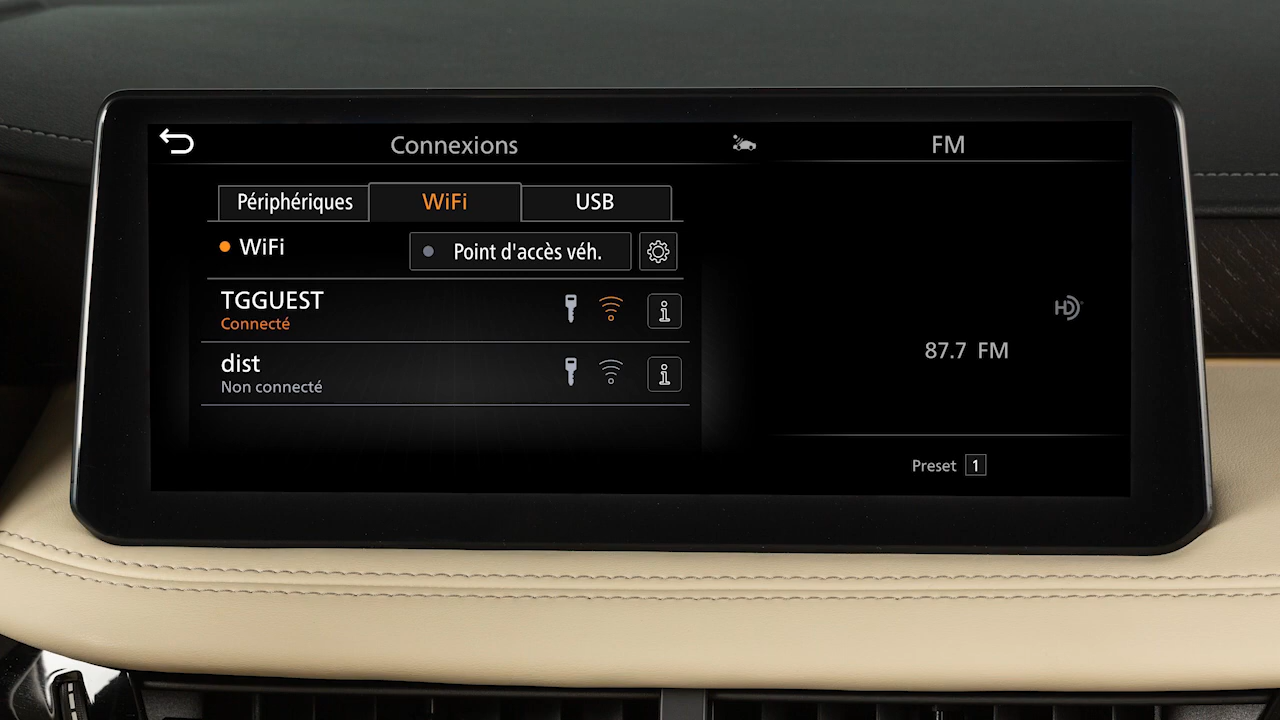 Connexions
FM
Périphériques
WiFi
USB
WiFi
Point d'accès véh.
TGGUEST
Connecté
dist
Non connecté
HD
87.7 FM
Preset 1